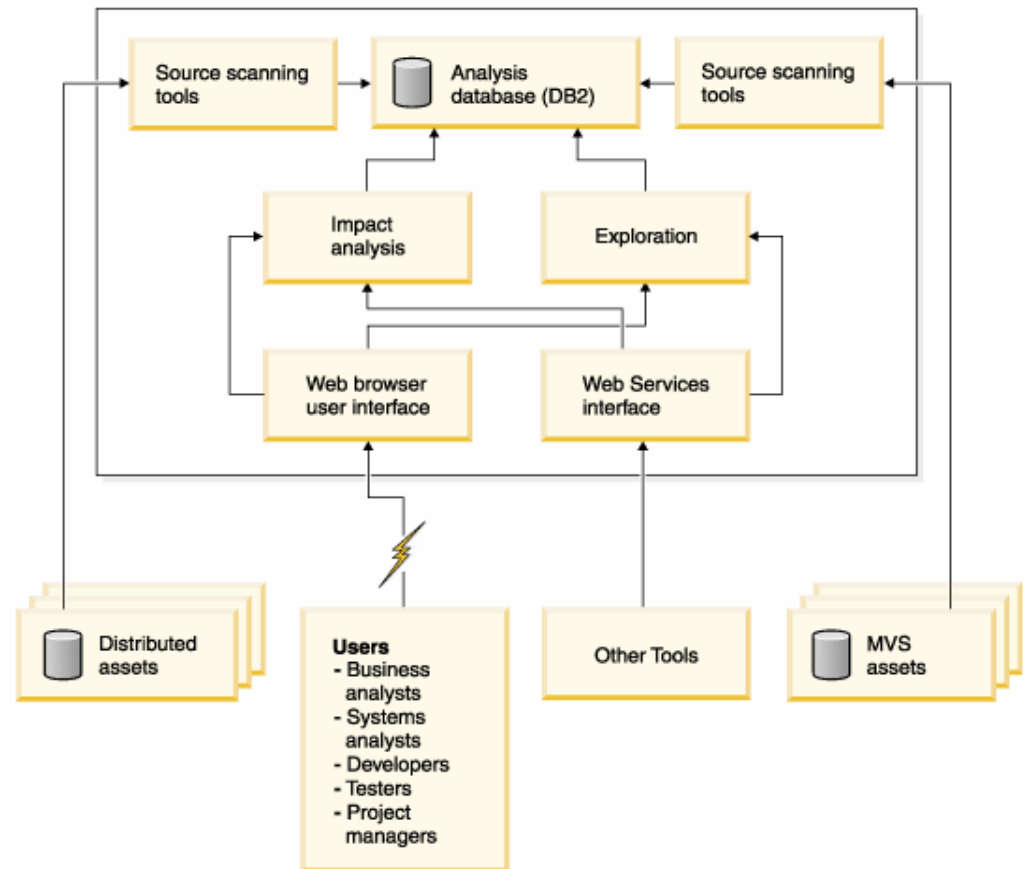 Source scanning
tools
Analysis
database (DB2)
Source scanning
tools
Impact
analysis
Exploration
Web browser
user interface
Web Services
interface
Distributed
assets
Users
- Business
analysts
- Systems
analysts
- Developers
- Testers
- Project
managers
Other Tools
MVS
assets